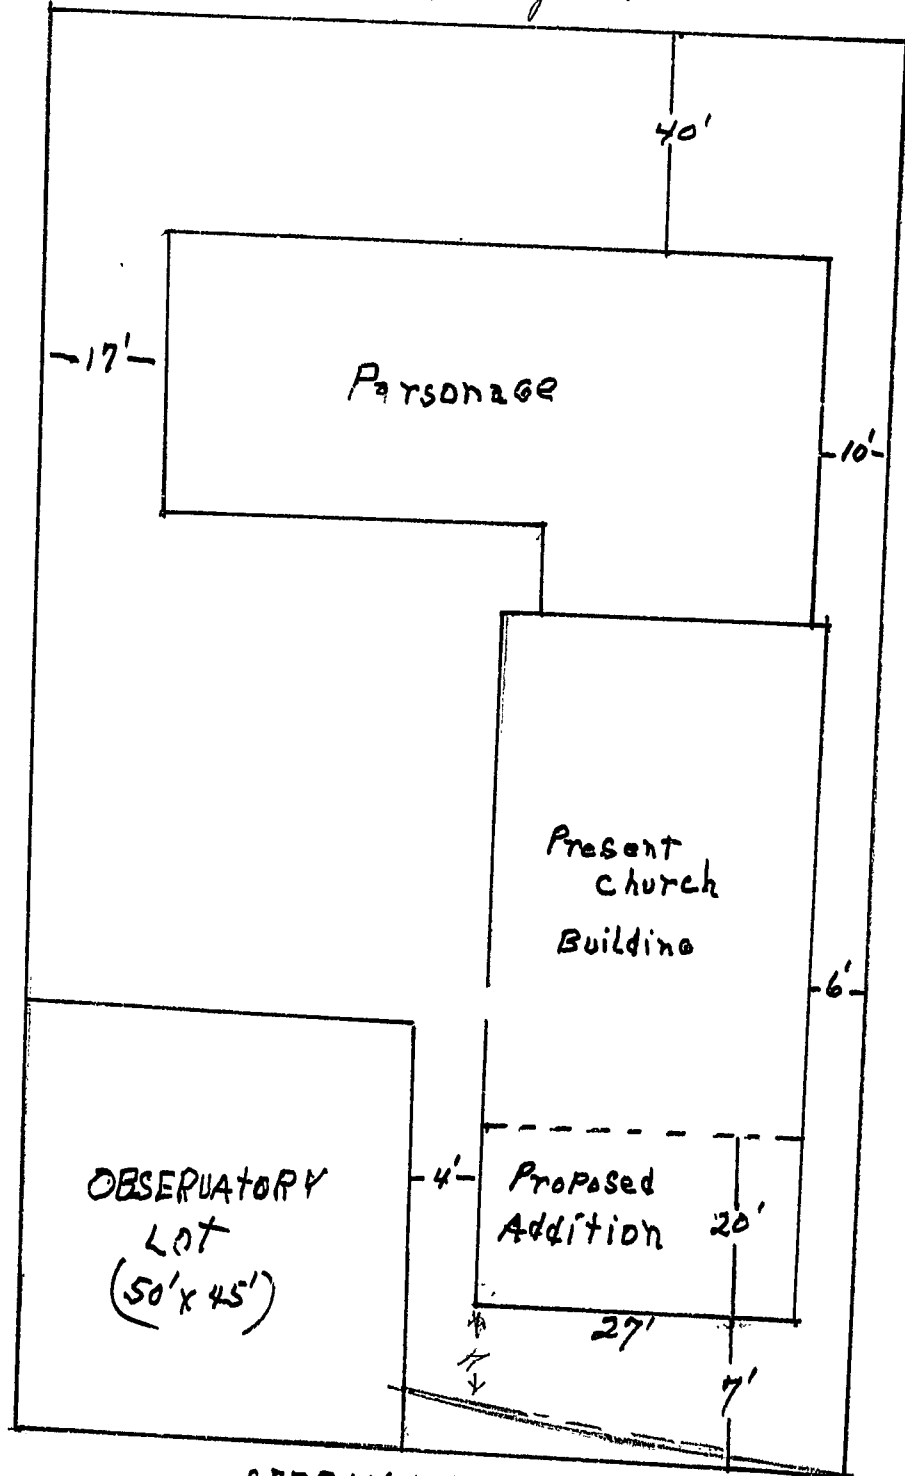 40'
17'
Parsonage
10'
Present
Church
Building
6'
OBSERVATORY
Lot
(50' x 45')
4'
Proposed
Addition
20'
27'
7'